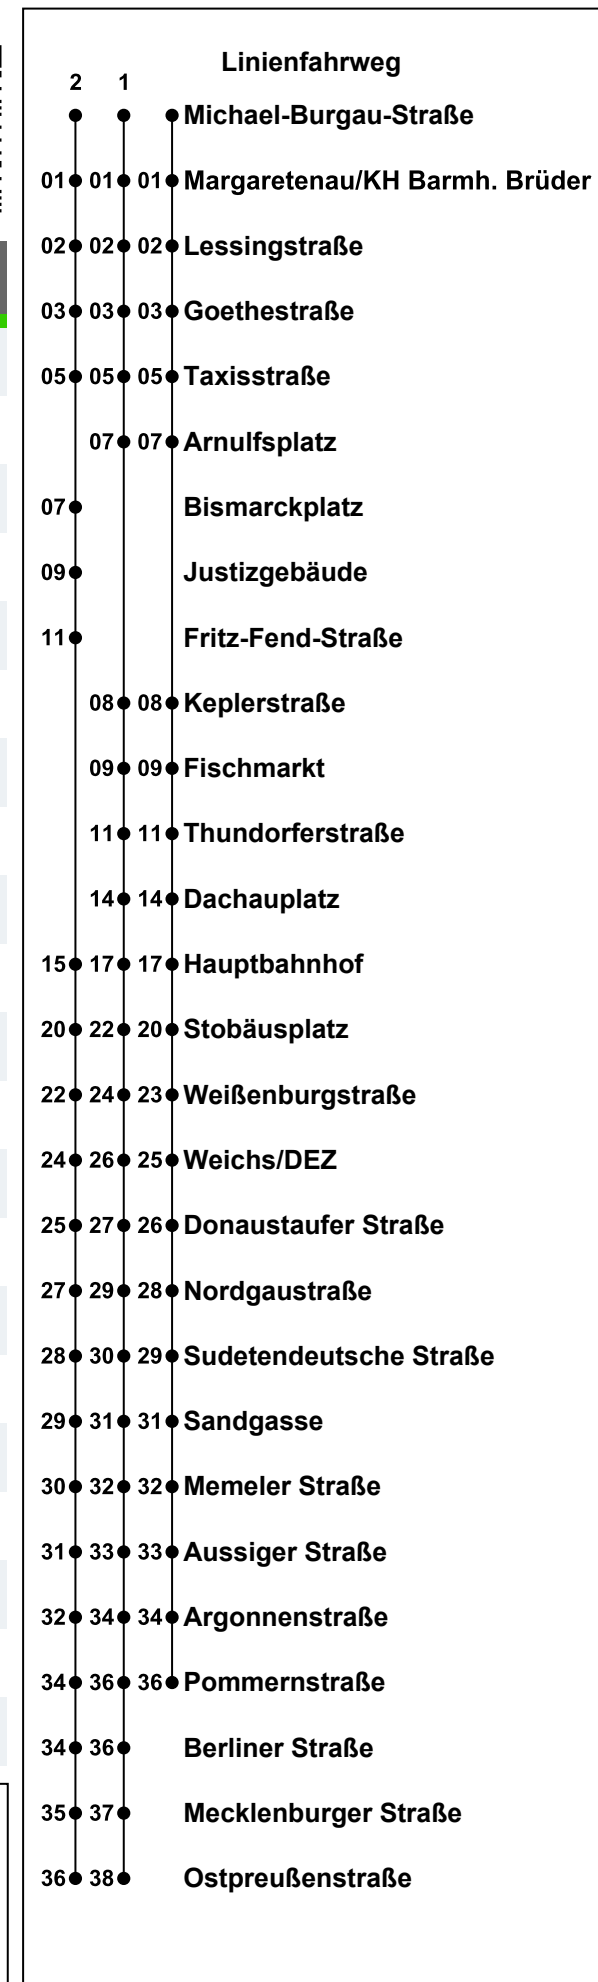 Linienfahrweg
2 1
Michael-Burgau-Straße
01 01 01 Margaretenau/KH Barmh. Brüder
02 02 02 Lessingstraße
03 03 03 Goethestraße
05 05 05 Taxisstraße
07 07 Arnulfsplatz
07 Bismarckplatz
09 Justizgebäude
11 Fritz-Fend-Straße
08 08 Keplerstraße
09 09 Fischmarkt
11 11 Thundorferstraße
14 14 Dachauplatz
15 17 17 Hauptbahnhof
20 22 20 Stobäusplatz
22 24 23 Weißenburgstraße
24 26 25 Weichs/DEZ
25 27 26 Donaustaufer Straße
27 29 28 Nordgaustraße
28 30 29 Sudetendeutsche Straße
29 31 31 Sandgasse
30 32 32 Memeler Straße
31 33 33 Aussiger Straße
32 34 34 Argonnenstraße
34 36 36 Pommernstraße
34 36 Berliner Straße
35 37 Mecklenburger Straße
36 38 Ostpreußenstraße